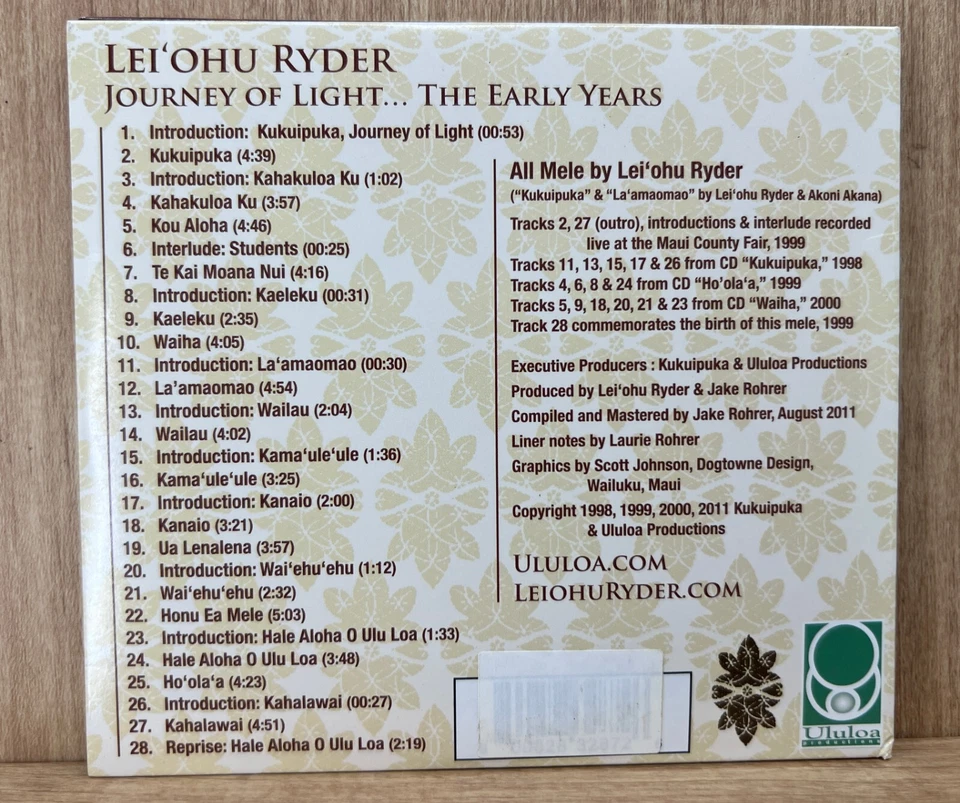 LEI‘OHU RYDER
JOURNEY OF LIGHT... THE EARLY YEARS
1. Introduction: Kukuipuka, Journey of Light (00:53)
2. Kukuipuka (4:39)
3. Introduction: Kahakuloa Ku (1:02)
4. Kahakuloa Ku (3:57)
5. Kou Aloha (4:46)
6. Interlude: Students (00:25)
7. Te Kai Moana Nui (4:16)
8. Introduction: Kaeleku (00:31)
9. Kaeleku (2:35)
10. Waiha (4:05)
11. Introduction: La‘amaomao (00:30)
12. La’amaomao (4:54)
13. Introduction: Wailau (2:04)
14. Wailau (4:02)
15. Introduction: Kama‘ule‘ule (1:36)
16. Kama‘ule‘ule (3:25)
17. Introduction: Kanaio (2:00)
18. Kanaio (3:21)
19. Ua Lenalena (3:57)
20. Introduction: Wai‘ehu‘ehu (1:12)
21. Wai‘ehu‘ehu (2:32)
22. Honu Ea Mele (5:03)
23. Introduction: Hale Aloha O Ulu Loa (1:33)
24. Hale Aloha O Ulu Loa (3:48)
25. Ho‘ola‘a (4:23)
26. Introduction: Kahalawai (00:27)
27. Kahalawai (4:51)
28. Reprise: Hale Aloha O Ulu Loa (2:19)
All Mele by Lei‘ohu Ryder
(“Kukuipuka” & “La‘amaomao” by Lei‘ohu Ryder & Akoni Akana)
Tracks 2, 27 (outro), introductions & interlude recorded
live at the Maui County Fair, 1999
Tracks 11, 13, 15, 17 & 26 from CD “Kukuipuka,” 1998
Tracks 4, 6, 8 & 24 from CD “Ho’ola‘a,” 1999
Tracks 5, 9, 18, 20, 21 & 23 from CD “Waiha,” 2000
Track 28 commemorates the birth of this mele, 1999
Executive Producers : Kukuipuka & Ululoa Productions
Produced by Lei‘ohu Ryder & Jake Rohrer
Compiled and Mastered by Jake Rohrer, August 2011
Liner notes by Laurie Rohrer
Graphics by Scott Johnson, Dogtowne Design,
Wailuku, Maui
Copyright 1998, 1999, 2000, 2011 Kukuipuka
& Ululoa Productions
ULULOA.COM
LEIOHURYDER.COM
Ululoa
productions